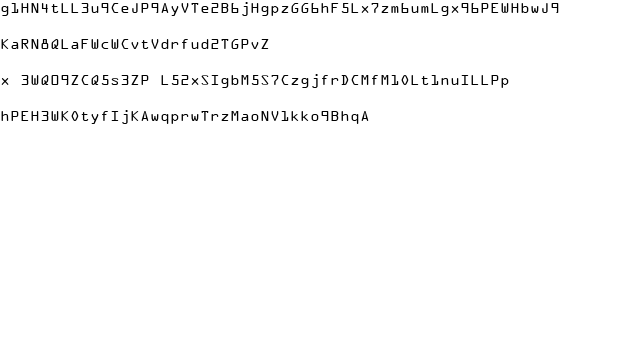 g1HN4tLL3u9CeJP9AyVTe2B6jHgpzGG6hF5Lx7zm6umLgx96PEWHbwJ9
KaRN8QLaFWcWCvtVdrfud2TGPvZ
x 3WQO9ZCQ5s3ZP L52xSIgbM5S7CzgjfrDCMfM10Lt1nuILLPp
hPEH3WK0tyfIjKAwqprwTrzMaoNV1kko9BhqA